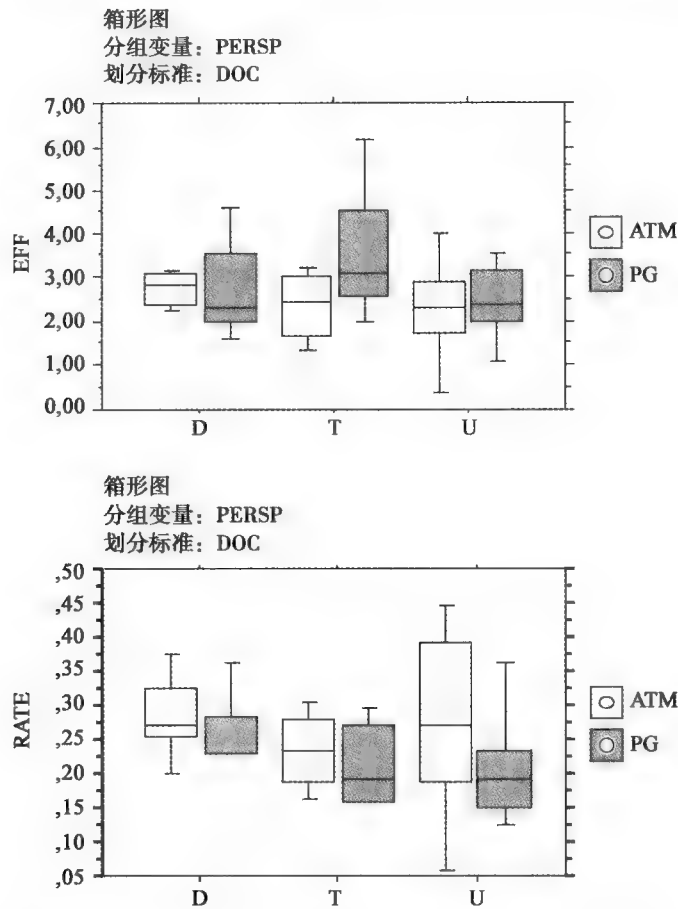 箱形图
分组变量：PERSP
划分标准：DOC
7,00
6,00
5,00
4,00
3,00
2,00
1,00
0,00
EFF
D
T
U
ATM
PG
箱形图
分组变量：PERSP
划分标准：DOC
,50
,45
,40
,35
,30
,25
,20
,15
,10
,05
RATE
D
T
U
ATM
PG